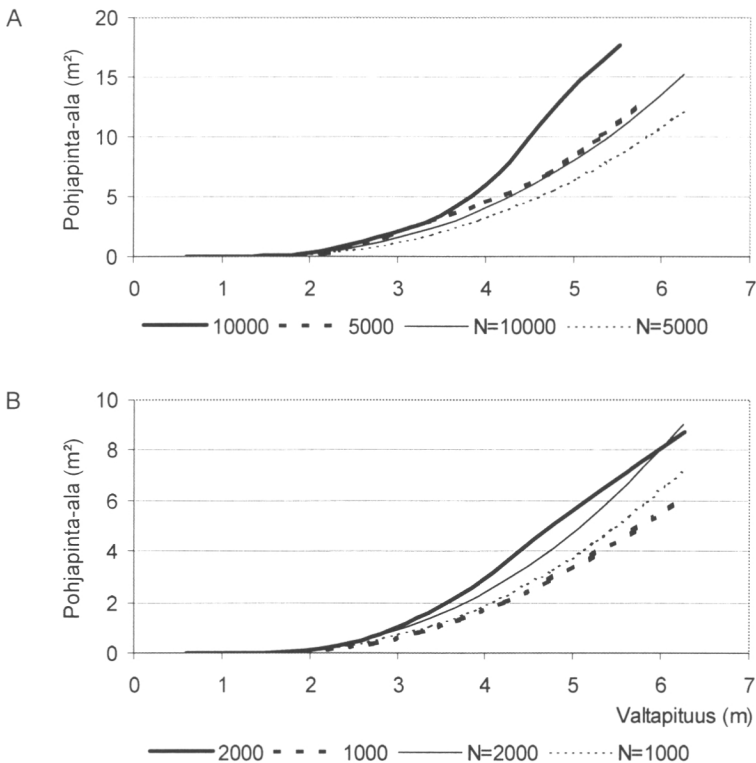 A
Pohjapinta-ala (m²)
20
15
10
5
0
0 1 2 3 4 5 6 7
10000 5000 N=10000 N=5000
B
Pohjapinta-ala (m²)
10
8
6
4
2
0
0 1 2 3 4 5 6 7
Valtapituus (m)
2000 1000 N=2000 N=1000